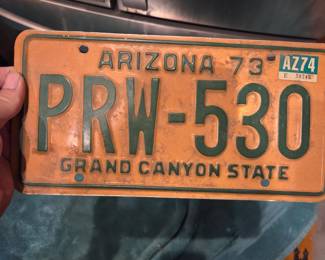 ARIZONA 73
AZ74
PRW-530
GRAND CANYON STATE